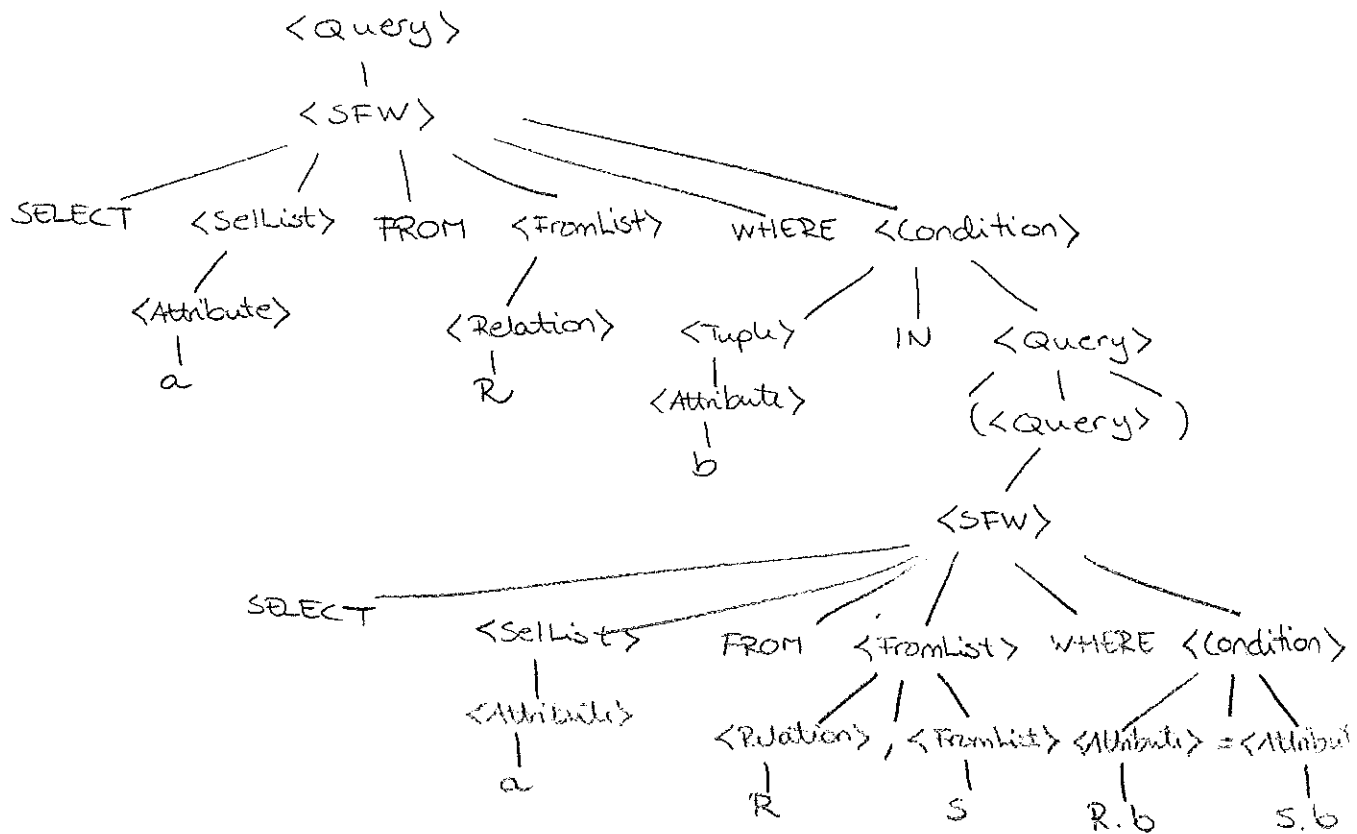 <Query>
<SFW>
SELECT <SelList> FROM <FromList> WHERE <Condition>
<Attribute> <Relation> <Tuple> IN <Query>
a R <Attribute> (<Query> )
b
<SFW>
SELECT <SelList> FROM <FromList> WHERE <Condition>
<Attribute> <Relation> , <FromList> <Attribute> = <Attribut
a R S R.b S.b